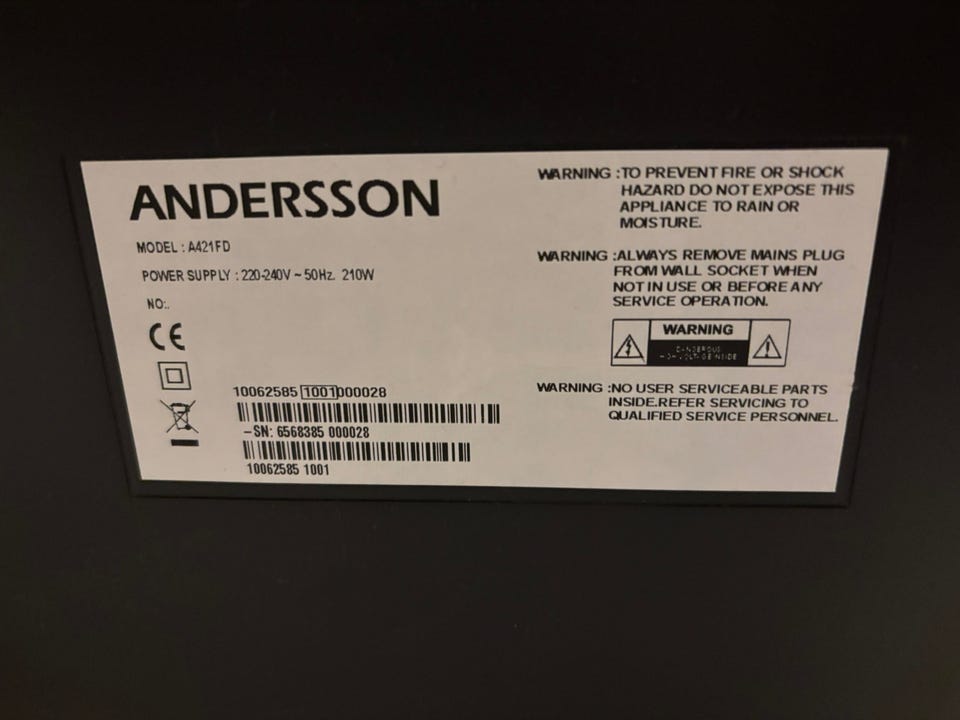 ANDERSSON
MODEL : A421FD
POWER SUPPLY : 220-240V ~ 50Hz. 210W
NO:.
CE
10062585 1001 000028
-SN: 6568385 000028
10062585 1001
WARNING :TO PREVENT FIRE OR SHOCK
HAZARD DO NOT EXPOSE THIS
APPLIANCE TO RAIN OR
MOISTURE.
WARNING :ALWAYS REMOVE MAINS PLUG
FROM WALL SOCKET WHEN
NOT IN USE OR BEFORE ANY
SERVICE OPERATION.
WARNING
WARNING :NO USER SERVICEABLE PARTS
INSIDE.REFER SERVICING TO
QUALIFIED SERVICE PERSONNEL.